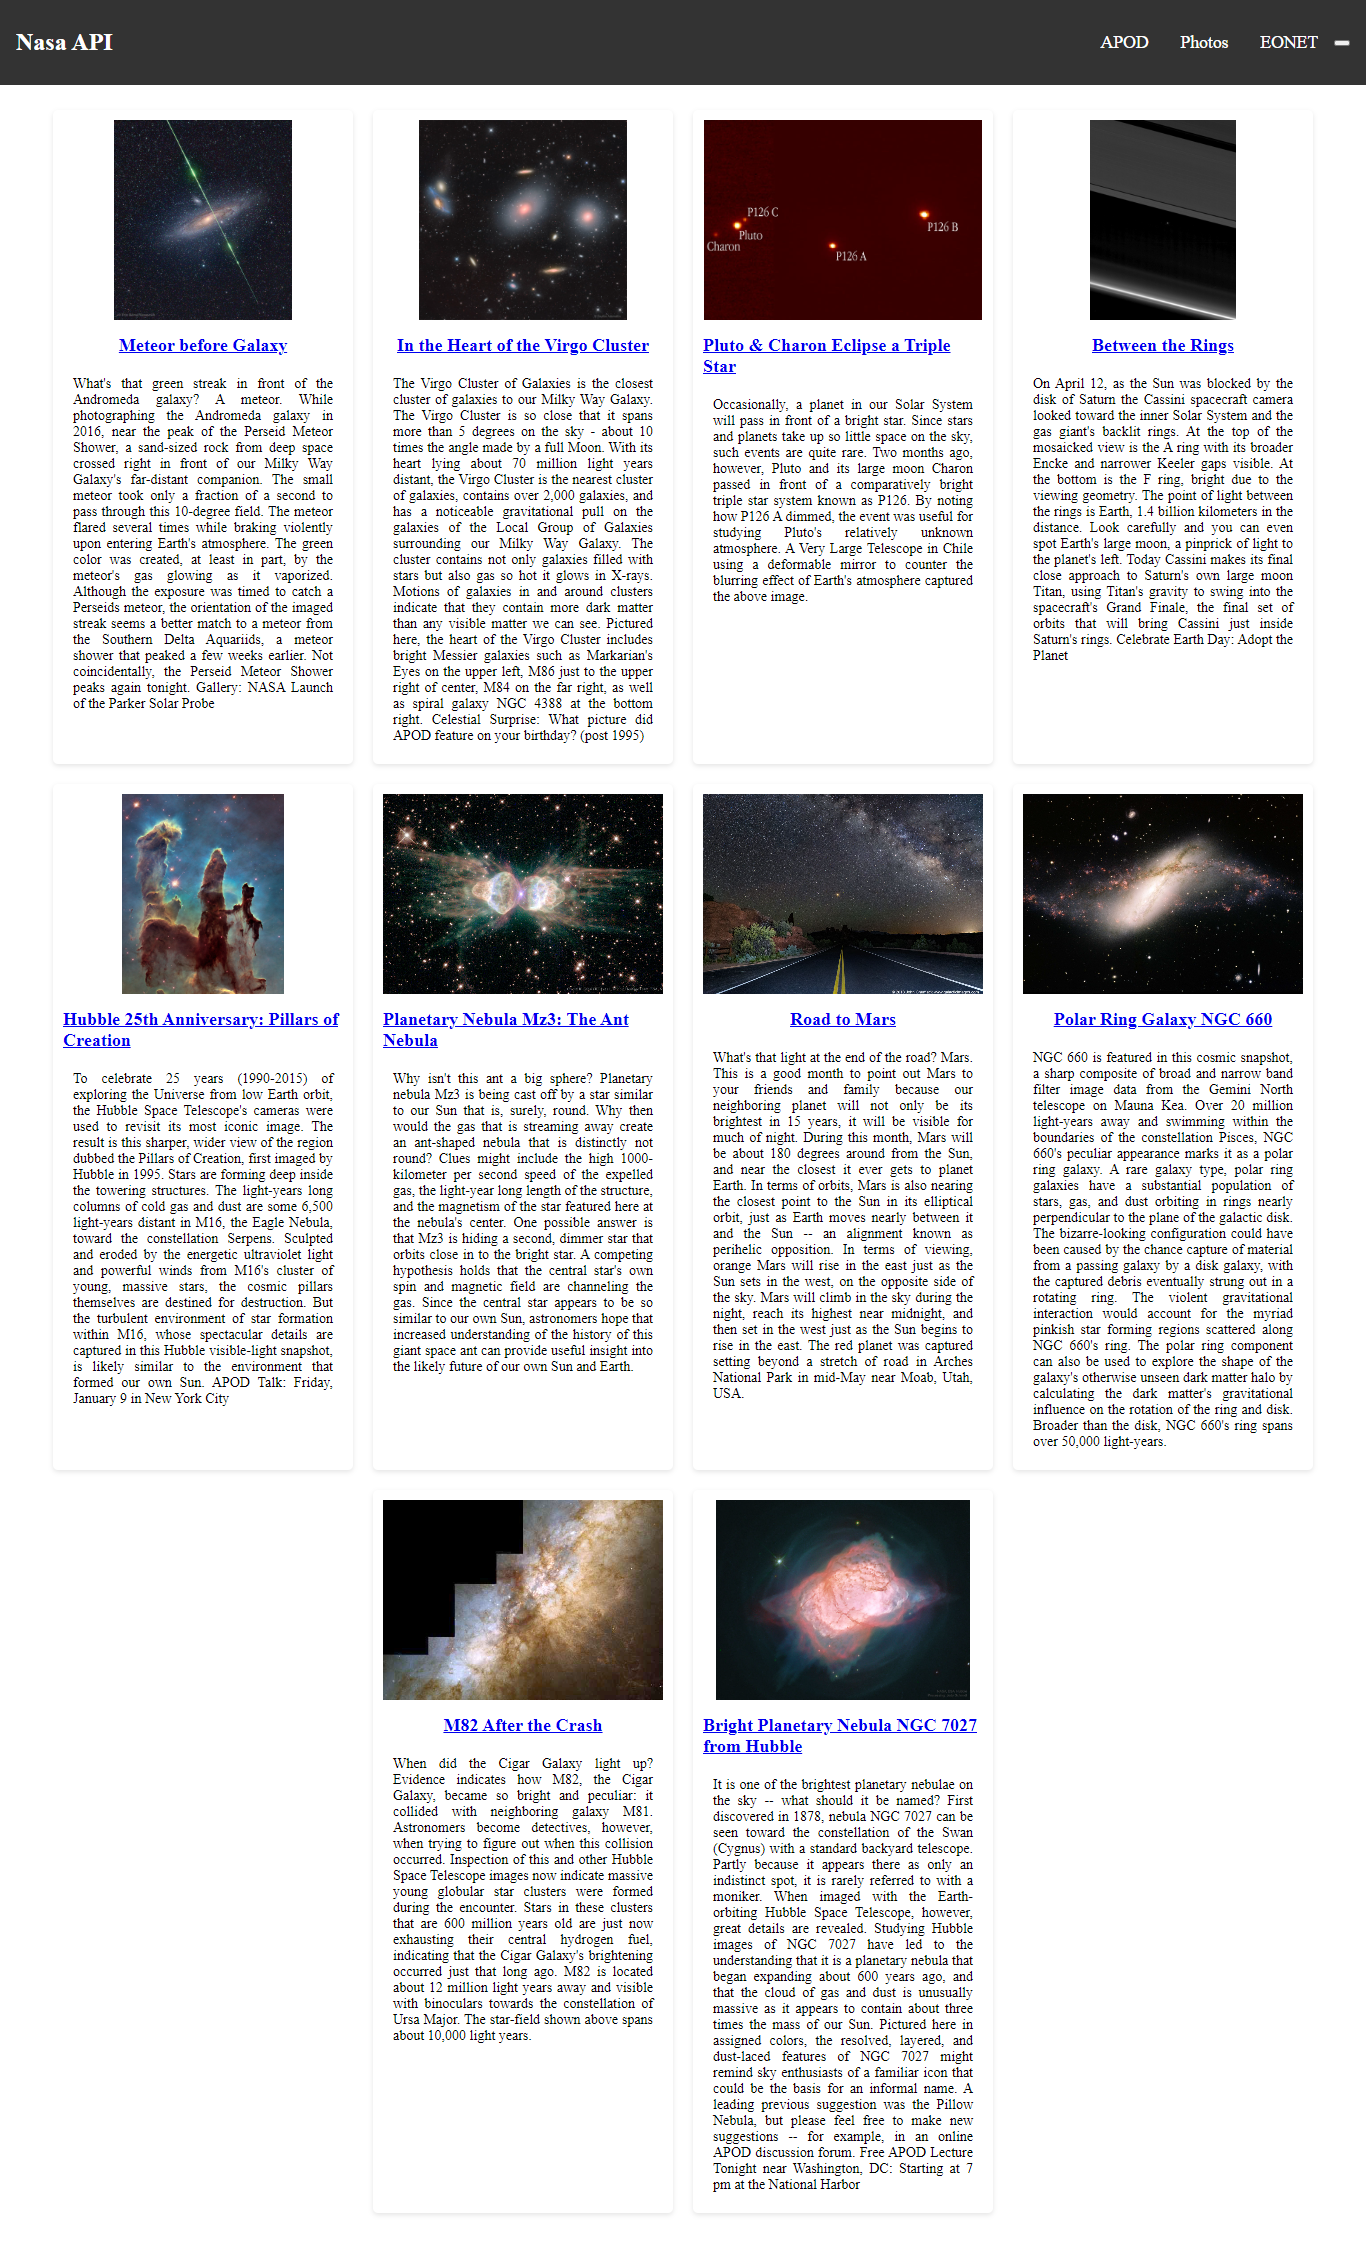 Nasa API
APOD
Photos
EONET
P126 C
P126 B
Pluto
Charon
P126 A
Meteor before Galaxy
What's that green streak in front of the
Andromeda galaxy? A meteor. While
photographing the Andromeda galaxy in
2016, near the peak of the Perseid Meteor
Shower, a sand-sized rock from deep space
crossed right in front of our Milky Way
Galaxy's far-distant companion. The small
meteor took only a fraction of a second to
pass through this 10-degree field. The meteor
flared several times while braking violently
upon entering Earth's atmosphere. The green
color was created, at least in part, by the
meteor's gas glowing as it vaporized.
Although the exposure was timed to catch a
Perseids meteor, the orientation of the imaged
streak seems a better match to a meteor from
the Southern Delta Aquariids, a meteor
shower that peaked a few weeks earlier. Not
coincidentally, the Perseid Meteor Shower
peaks again tonight. Gallery: NASA Launch
of the Parker Solar Probe
In the Heart of the Virgo Cluster
The Virgo Cluster of Galaxies is the closest
cluster of galaxies to our Milky Way Galaxy.
The Virgo Cluster is so close that it spans
more than 5 degrees on the sky - about 10
times the angle made by a full Moon. With its
heart lying about 70 million light years
distant, the Virgo Cluster is the nearest cluster
of galaxies, contains over 2,000 galaxies, and
has a noticeable gravitational pull on the
galaxies of the Local Group of Galaxies
surrounding our Milky Way Galaxy. The
cluster contains not only galaxies filled with
stars but also gas so hot it glows in X-rays.
Motions of galaxies in and around clusters
indicate that they contain more dark matter
than any visible matter we can see. Pictured
here, the heart of the Virgo Cluster includes
bright Messier galaxies such as Markarian's
Eyes on the upper left, M86 just to the upper
right of center, M84 on the far right, as well
as spiral galaxy NGC 4388 at the bottom
right. Celestial Surprise: What picture did
APOD feature on your birthday? (post 1995)
Pluto & Charon Eclipse a Triple
Star
Occasionally, a planet in our Solar System
will pass in front of a bright star. Since stars
and planets take up so little space on the sky,
such events are quite rare. Two months ago,
however, Pluto and its large moon Charon
passed in front of a comparatively bright
triple star system known as P126. By noting
how P126 A dimmed, the event was useful for
studying Pluto's relatively unknown
atmosphere. A Very Large Telescope in Chile
using a deformable mirror to counter the
blurring effect of Earth's atmosphere captured
the above image.
Between the Rings
On April 12, as the Sun was blocked by the
disk of Saturn the Cassini spacecraft camera
looked toward the inner Solar System and the
gas giant's backlit rings. At the top of the
mosaicked view is the A ring with its broader
Encke and narrower Keeler gaps visible. At
the bottom is the F ring, bright due to the
viewing geometry. The point of light between
the rings is Earth, 1.4 billion kilometers in the
distance. Look carefully and you can even
spot Earth's large moon, a pinprick of light to
the planet's left. Today Cassini makes its final
close approach to Saturn's own large moon
Titan, using Titan's gravity to swing into the
spacecraft's Grand Finale, the final set of
orbits that will bring Cassini just inside
Saturn's rings. Celebrate Earth Day: Adopt the
Planet
Hubble 25th Anniversary: Pillars of
Creation
To celebrate 25 years (1990-2015) of
exploring the Universe from low Earth orbit,
the Hubble Space Telescope's cameras were
used to revisit its most iconic image. The
result is this sharper, wider view of the region
dubbed the Pillars of Creation, first imaged by
Hubble in 1995. Stars are forming deep inside
the towering structures. The light-years long
columns of cold gas and dust are some 6,500
light-years distant in M16, the Eagle Nebula,
toward the constellation Serpens. Sculpted
and eroded by the energetic ultraviolet light
and powerful winds from M16's cluster of
young, massive stars, the cosmic pillars
themselves are destined for destruction. But
the turbulent environment of star formation
within M16, whose spectacular details are
captured in this Hubble visible-light snapshot,
is likely similar to the environment that
formed our own Sun. APOD Talk: Friday,
January 9 in New York City
Planetary Nebula Mz3: The Ant
Nebula
Why isn't this ant a big sphere? Planetary
nebula Mz3 is being cast off by a star similar
to our Sun that is, surely, round. Why then
would the gas that is streaming away create
an ant-shaped nebula that is distinctly not
round? Clues might include the high 1000-
kilometer per second speed of the expelled
gas, the light-year long length of the structure,
and the magnetism of the star featured here at
the nebula's center. One possible answer is
that Mz3 is hiding a second, dimmer star that
orbits close in to the bright star. A competing
hypothesis holds that the central star's own
spin and magnetic field are channeling the
gas. Since the central star appears to be so
similar to our own Sun, astronomers hope that
increased understanding of the history of this
giant space ant can provide useful insight into
the likely future of our own Sun and Earth.
Road to Mars
What's that light at the end of the road? Mars.
This is a good month to point out Mars to
your friends and family because our
neighboring planet will not only be its
brightest in 15 years, it will be visible for
much of night. During this month, Mars will
be about 180 degrees around from the Sun,
and near the closest it ever gets to planet
Earth. In terms of orbits, Mars is also nearing
the closest point to the Sun in its elliptical
orbit, just as Earth moves nearly between it
and the Sun -- an alignment known as
perihelic opposition. In terms of viewing,
orange Mars will rise in the east just as the
Sun sets in the west, on the opposite side of
the sky. Mars will climb in the sky during the
night, reach its highest near midnight, and
then set in the west just as the Sun begins to
rise in the east. The red planet was captured
setting beyond a stretch of road in Arches
National Park in mid-May near Moab, Utah,
USA.
Polar Ring Galaxy NGC 660
NGC 660 is featured in this cosmic snapshot,
a sharp composite of broad and narrow band
filter image data from the Gemini North
telescope on Mauna Kea. Over 20 million
light-years away and swimming within the
boundaries of the constellation Pisces, NGC
660's peculiar appearance marks it as a polar
ring galaxy. A rare galaxy type, polar ring
galaxies have a substantial population of
stars, gas, and dust orbiting in rings nearly
perpendicular to the plane of the galactic disk.
The bizarre-looking configuration could have
been caused by the chance capture of material
from a passing galaxy by a disk galaxy, with
the captured debris eventually strung out in a
rotating ring. The violent gravitational
interaction would account for the myriad
pinkish star forming regions scattered along
NGC 660's ring. The polar ring component
can also be used to explore the shape of the
galaxy's otherwise unseen dark matter halo by
calculating the dark matter's gravitational
influence on the rotation of the ring and disk.
Broader than the disk, NGC 660's ring spans
over 50,000 light-years.
M82 After the Crash
When did the Cigar Galaxy light up?
Evidence indicates how M82, the Cigar
Galaxy, became so bright and peculiar: it
collided with neighboring galaxy M81.
Astronomers become detectives, however,
when trying to figure out when this collision
occurred. Inspection of this and other Hubble
Space Telescope images now indicate massive
young globular star clusters were formed
during the encounter. Stars in these clusters
that are 600 million years old are just now
exhausting their central hydrogen fuel,
indicating that the Cigar Galaxy's brightening
occurred just that long ago. M82 is located
about 12 million light years away and visible
with binoculars towards the constellation of
Ursa Major. The star-field shown above spans
about 10,000 light years.
Bright Planetary Nebula NGC 7027
from Hubble
It is one of the brightest planetary nebulae on
the sky -- what should it be named? First
discovered in 1878, nebula NGC 7027 can be
seen toward the constellation of the Swan
(Cygnus) with a standard backyard telescope.
Partly because it appears there as only an
indistinct spot, it is rarely referred to with a
moniker. When imaged with the Earth-
orbiting Hubble Space Telescope, however,
great details are revealed. Studying Hubble
images of NGC 7027 have led to the
understanding that it is a planetary nebula that
began expanding about 600 years ago, and
that the cloud of gas and dust is unusually
massive as it appears to contain about three
times the mass of our Sun. Pictured here in
assigned colors, the resolved, layered, and
dust-laced features of NGC 7027 might
remind sky enthusiasts of a familiar icon that
could be the basis for an informal name. A
leading previous suggestion was the Pillow
Nebula, but please feel free to make new
suggestions -- for example, in an online
APOD discussion forum. Free APOD Lecture
Tonight near Washington, DC: Starting at 7
pm at the National Harbor